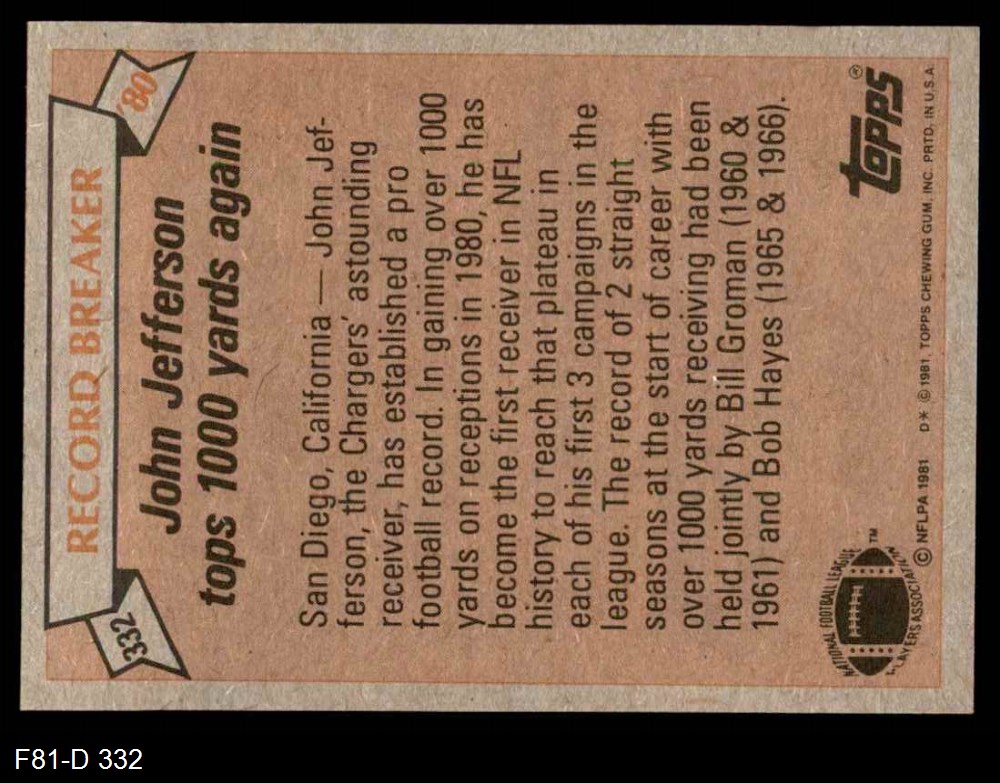 RECORD BREAKER
332
'80
John Jefferson
tops 1000 yards again
San Diego, California — John Jef-
ferson, the Chargers' astounding
receiver, has established a pro
football record. In gaining over 1000
yards on receptions in 1980, he has
become the first receiver in NFL
history to reach that plateau in
each of his first 3 campaigns in the
league. The record of 2 straight
seasons at the start of career with
over 1000 yards receiving had been
held jointly by Bill Groman (1960 &
1961) and Bob Hayes (1965 & 1966).
NATIONAL FOOTBALL LEAGUE
PLAYERS ASSOCIATION
TM
topps®
© NFLPA 1981 D* © 1981, TOPPS CHEWING GUM, INC. PRTD. IN U.S.A.
F81-D 332